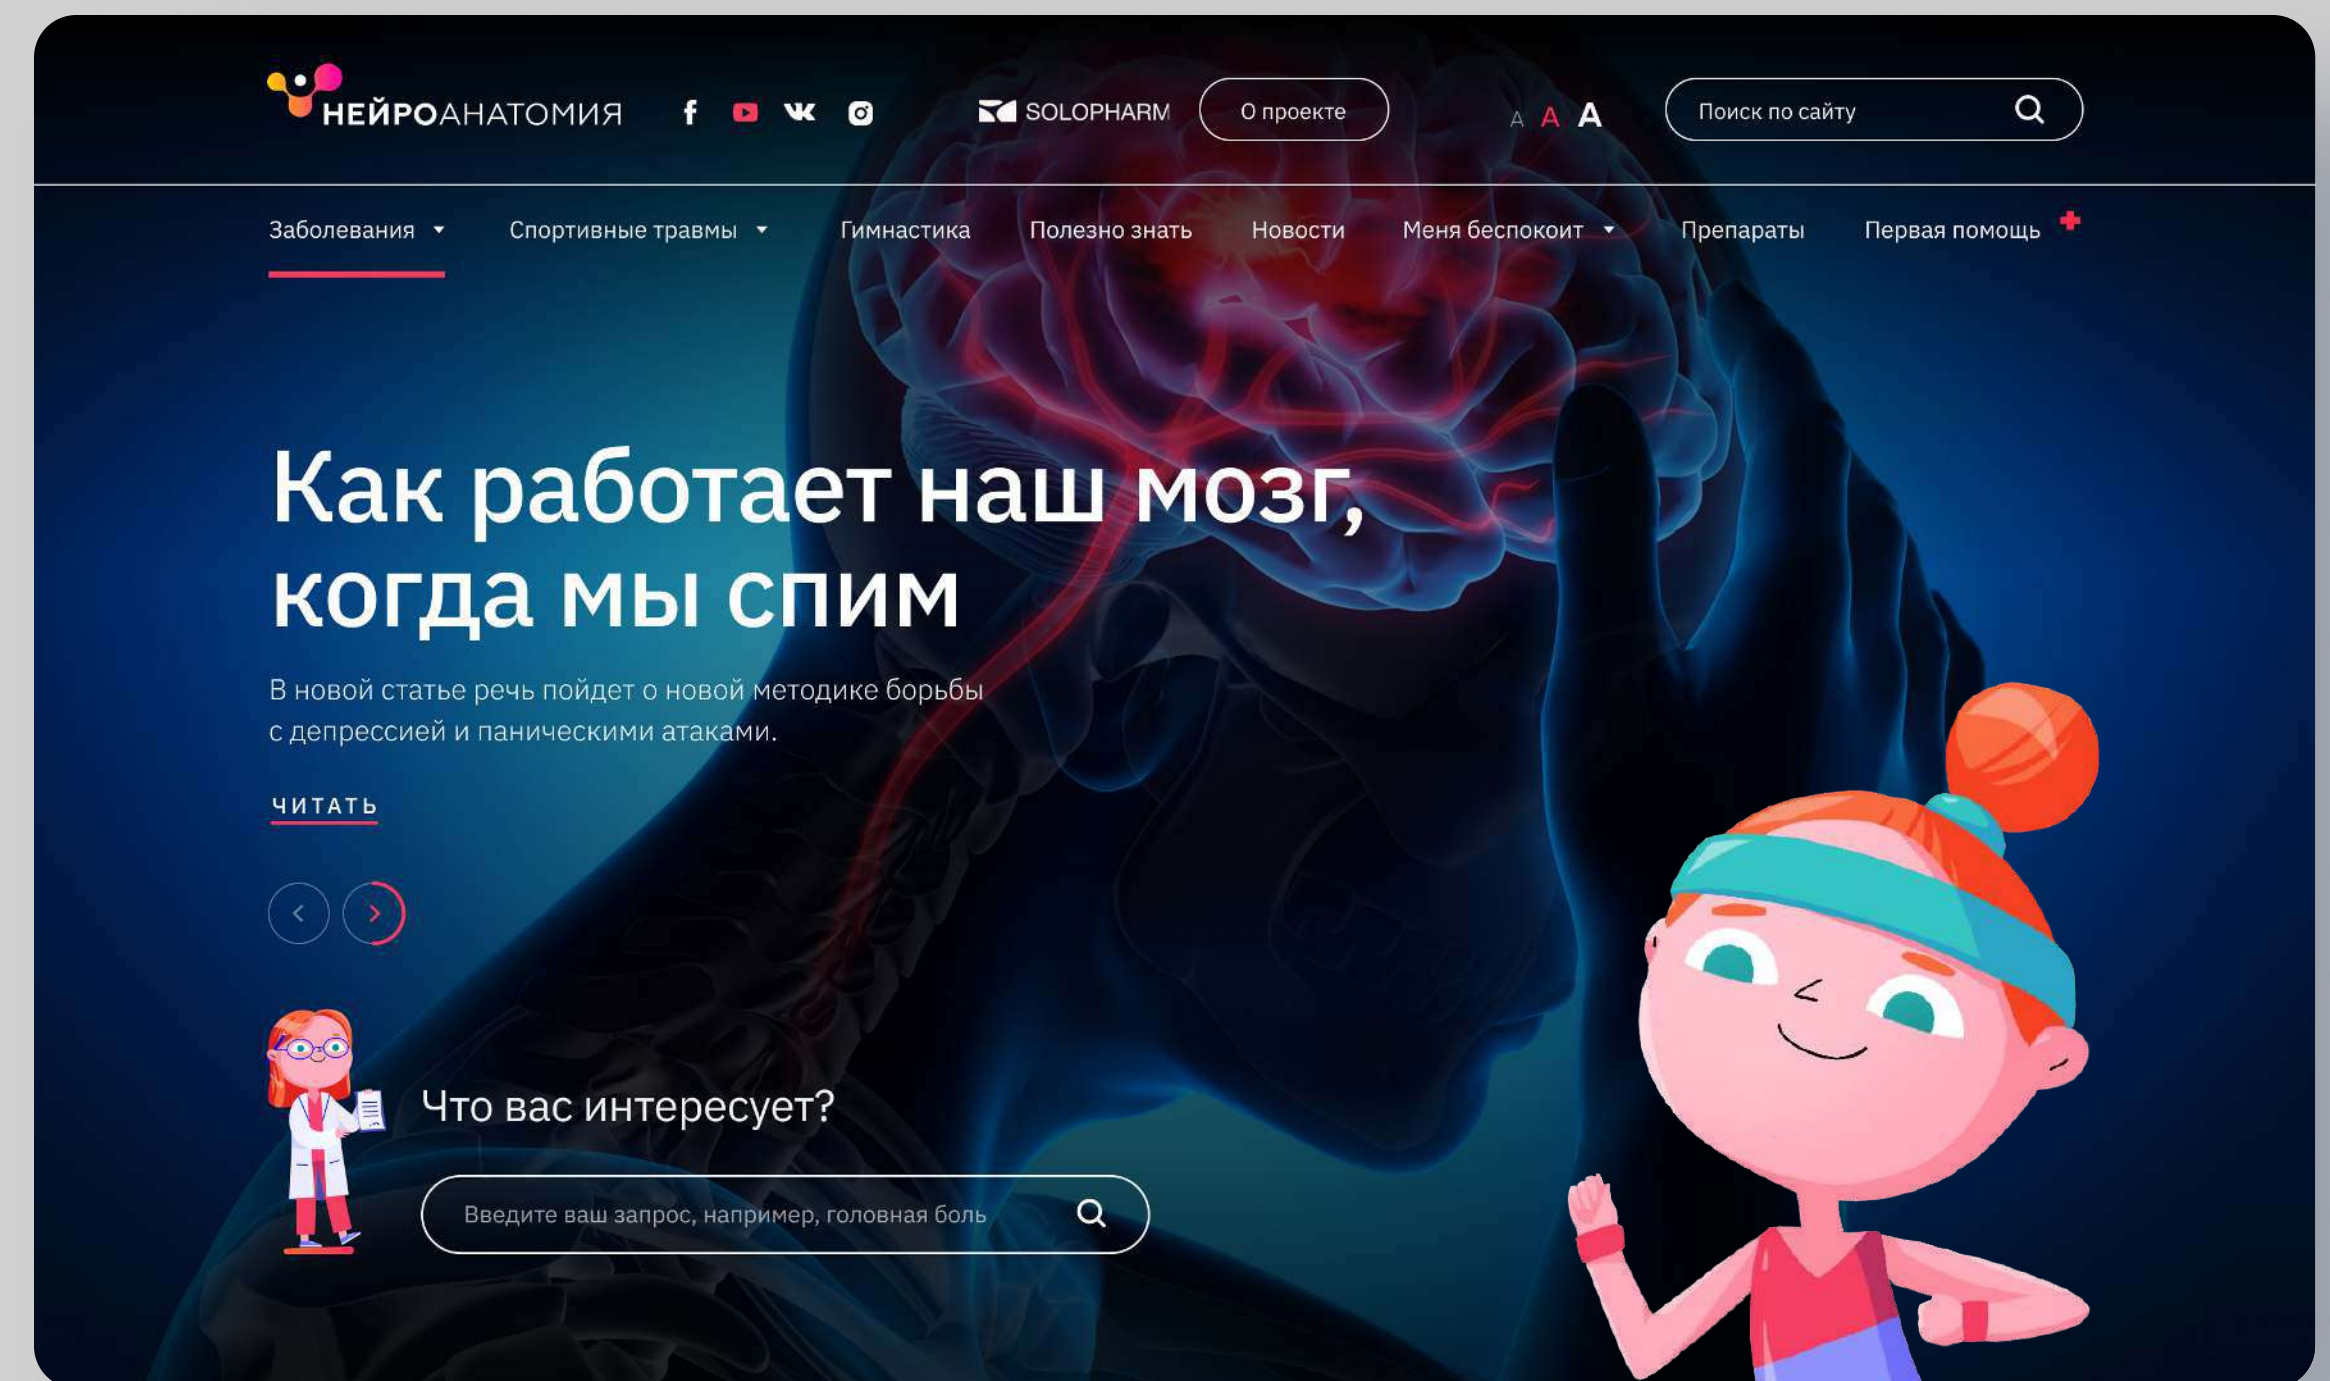 НЕЙРОАНАТОМИЯ
SOLOPHARM
О проекте
А А А
Поиск по сайту
Заболевания
Спортивные травмы
Гимнастика
Полезно знать
Новости
Меня беспокоит
Препараты
Первая помощь
Как работает наш мозг,
когда мы спим
В новой статье речь пойдет о новой методике борьбы
с депрессией и паническими атаками.
ЧИТАТЬ
Что вас интересует?
Введите ваш запрос, например, головная боль